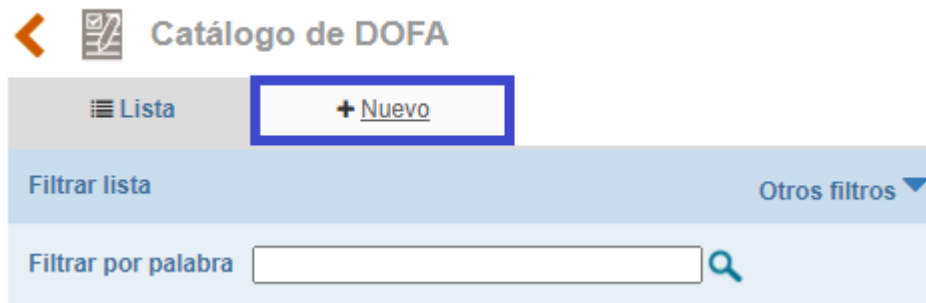 Catálogo de DOFA
Lista
+ Nuevo
Filtrar lista
Otros filtros
Filtrar por palabra